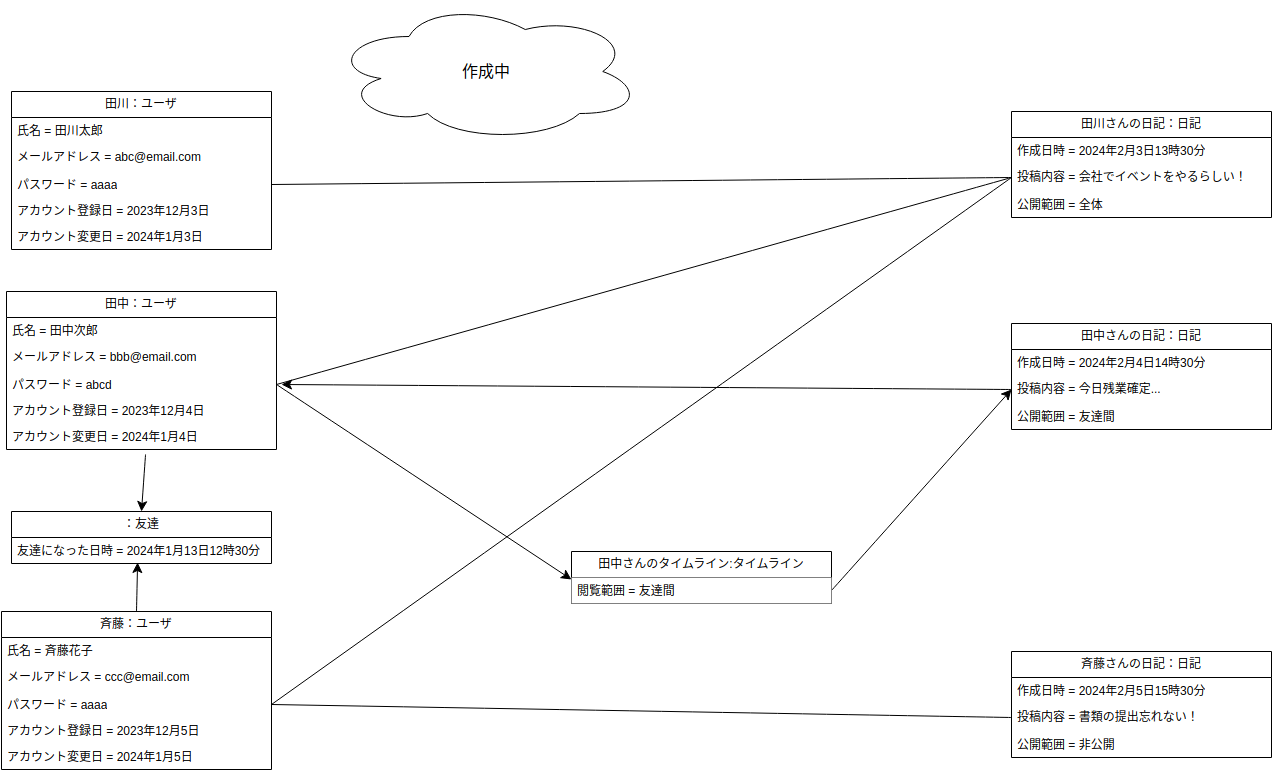 作成中
田川：ユーザ
氏名 = 田川太郎
メールアドレス = abc@email.com
パスワード = aaaa
アカウント登録日 = 2023年12月3日
アカウント変更日 = 2024年1月3日
田川さんの日記：日記
作成日時 = 2024年2月3日13時30分
投稿内容 = 会社でイベントをやるらしい！
公開範囲 = 全体
田中：ユーザ
氏名 = 田中次郎
メールアドレス = bbb@email.com
パスワード = abcd
アカウント登録日 = 2023年12月4日
アカウント変更日 = 2024年1月4日
田中さんの日記：日記
作成日時 = 2024年2月4日14時30分
投稿内容 = 今日残業確定...
公開範囲 = 友達間
：友達
友達になった日時 = 2024年1月13日12時30分
田中さんのタイムライン:タイムライン
閲覧範囲 = 友達間
斉藤：ユーザ
氏名 = 斉藤花子
メールアドレス = ccc@email.com
パスワード = aaaa
アカウント登録日 = 2023年12月5日
アカウント変更日 = 2024年1月5日
斉藤さんの日記：日記
作成日時 = 2024年2月5日15時30分
投稿内容 = 書類の提出忘れない！
公開範囲 = 非公開